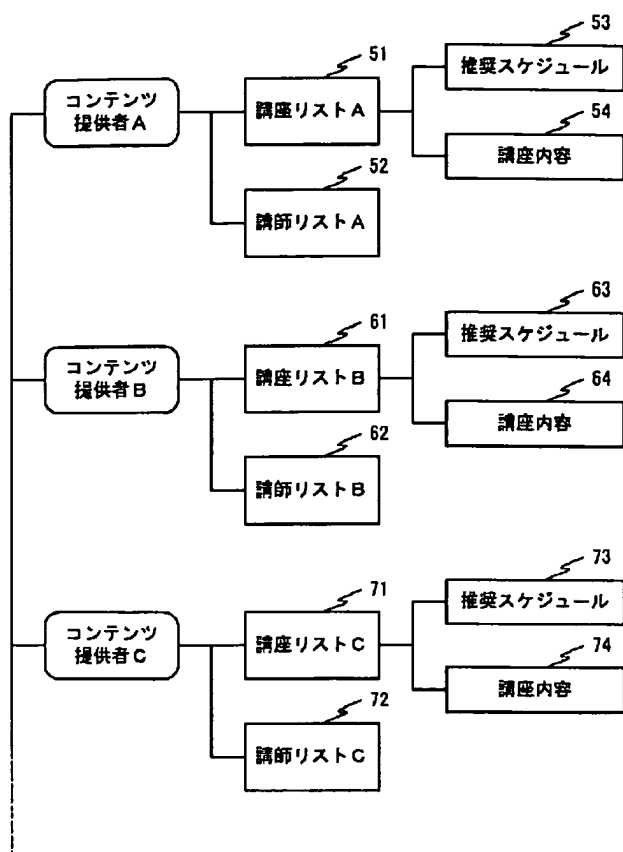 53
推奨スケジュール
51
コンテンツ
提供者A
講座リストA
54
講座内容
52
講師リストA
63
推奨スケジュール
61
コンテンツ
提供者B
講座リストB
64
講座内容
62
講師リストB
73
推奨スケジュール
71
コンテンツ
提供者C
講座リストC
74
講座内容
72
講師リストC